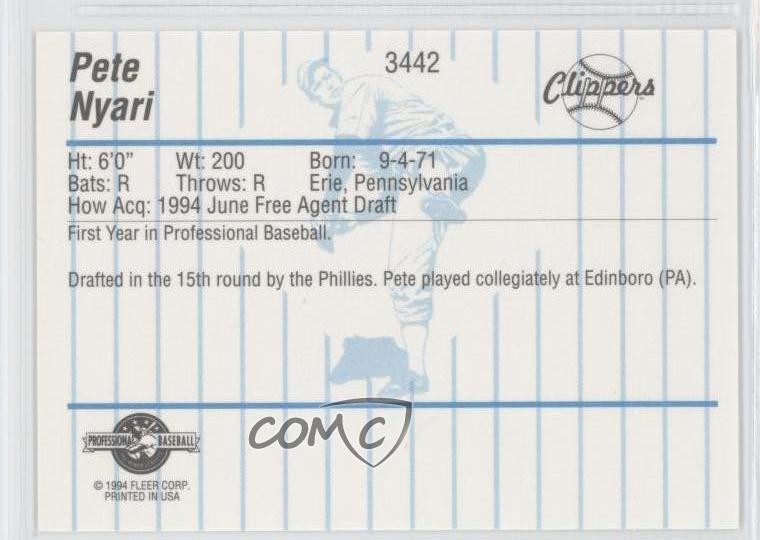 Pete
Nyari
3442
Clippers
Ht: 6'0" Wt: 200 Born: 9-4-71
Bats: R Throws: R Erie, Pennsylvania
How Acq: 1994 June Free Agent Draft
First Year in Professional Baseball.
Drafted in the 15th round by the Phillies. Pete played collegiately at Edinboro (PA).
PROFESSIONAL BASEBALL
© 1994 FLEER CORP.
PRINTED IN USA
COMC